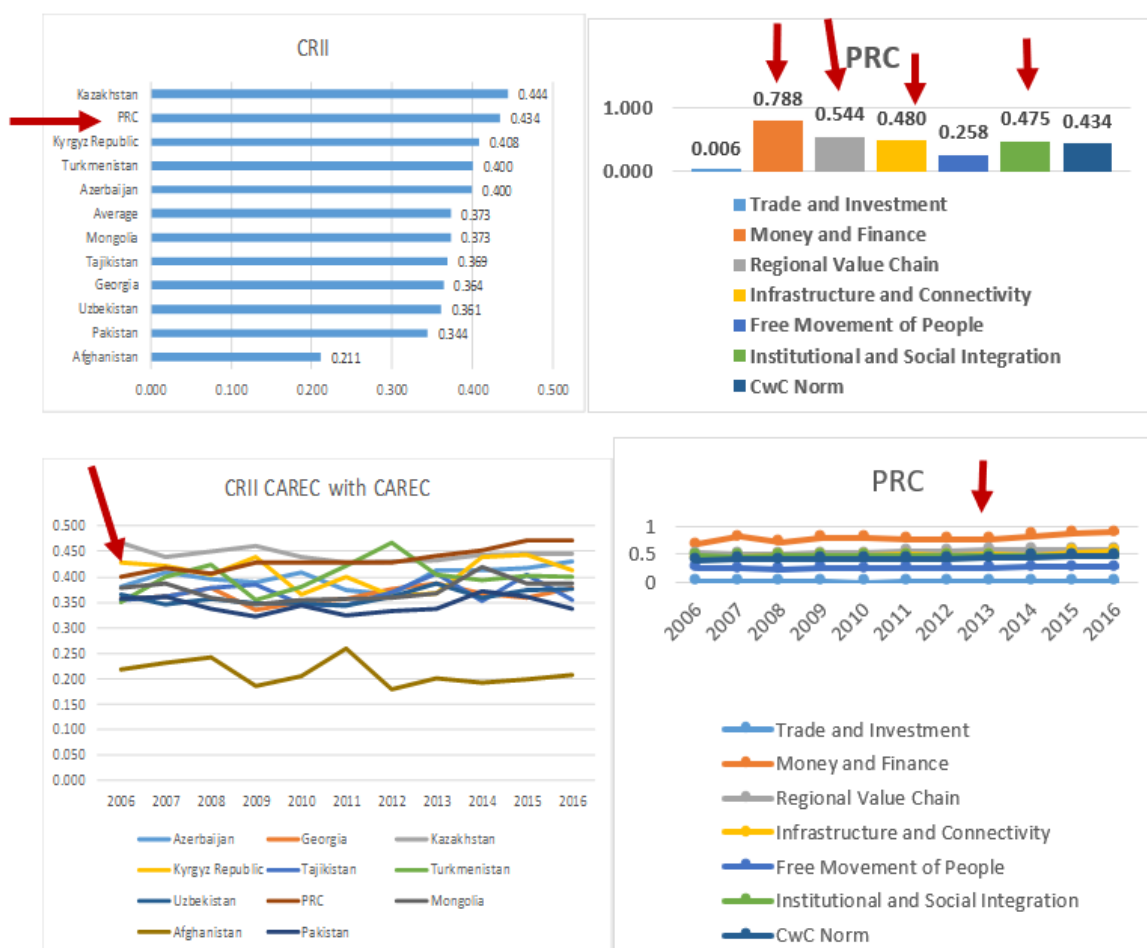 CRII
Kazakhstan 0.444
PRC 0.434
Kyrgyz Republic 0.408
Turkmenistan 0.400
Azerbaijan 0.400
Average 0.373
Mongolia 0.373
Tajikistan 0.369
Georgia 0.364
Uzbekistan 0.361
Pakistan 0.344
Afghanistan 0.211
0.000 0.100 0.200 0.300 0.400 0.500
PRC
1.000
0.000
0.006 0.788 0.544 0.480 0.258 0.475 0.434
Trade and Investment
Money and Finance
Regional Value Chain
Infrastructure and Connectivity
Free Movement of People
Institutional and Social Integration
CwC Norm
CRII CAREC with CAREC
0.500
0.450
0.400
0.350
0.300
0.250
0.200
0.150
0.100
0.050
0.000
2006 2007 2008 2009 2010 2011 2012 2013 2014 2015 2016
Azerbaijan Georgia Kazakhstan
Kyrgyz Republic Tajikistan Turkmenistan
Uzbekistan PRC Mongolia
Afghanistan Pakistan
PRC
1
0.5
0
2006 2007 2008 2009 2010 2011 2012 2013 2014 2015 2016
Trade and Investment
Money and Finance
Regional Value Chain
Infrastructure and Connectivity
Free Movement of People
Institutional and Social Integration
CwC Norm